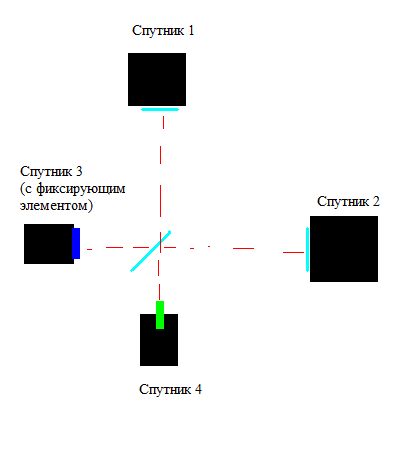 Спутник 1
Спутник 3
(с фиксирующим
элементом)
Спутник 2
Спутник 4